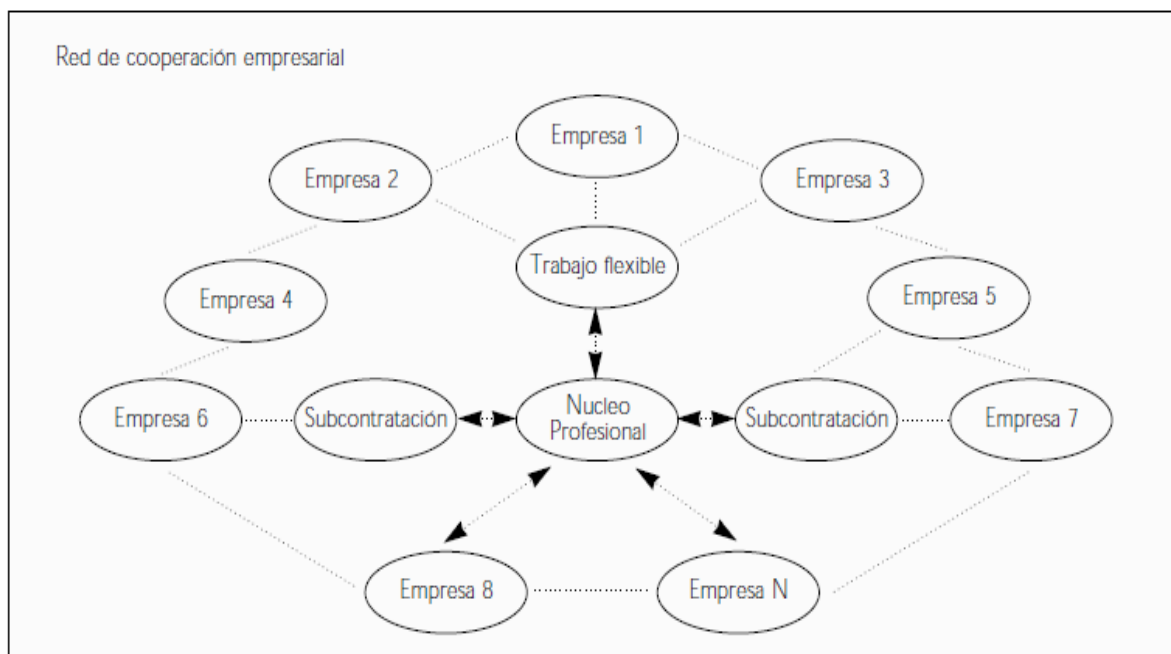 Red de cooperación empresarial
Empresa 1
Empresa 2
Empresa 3
Trabajo flexible
Empresa 4
Empresa 5
Empresa 6
Subcontratación
Nucleo
Profesional
Subcontratación
Empresa 7
Empresa 8
Empresa N